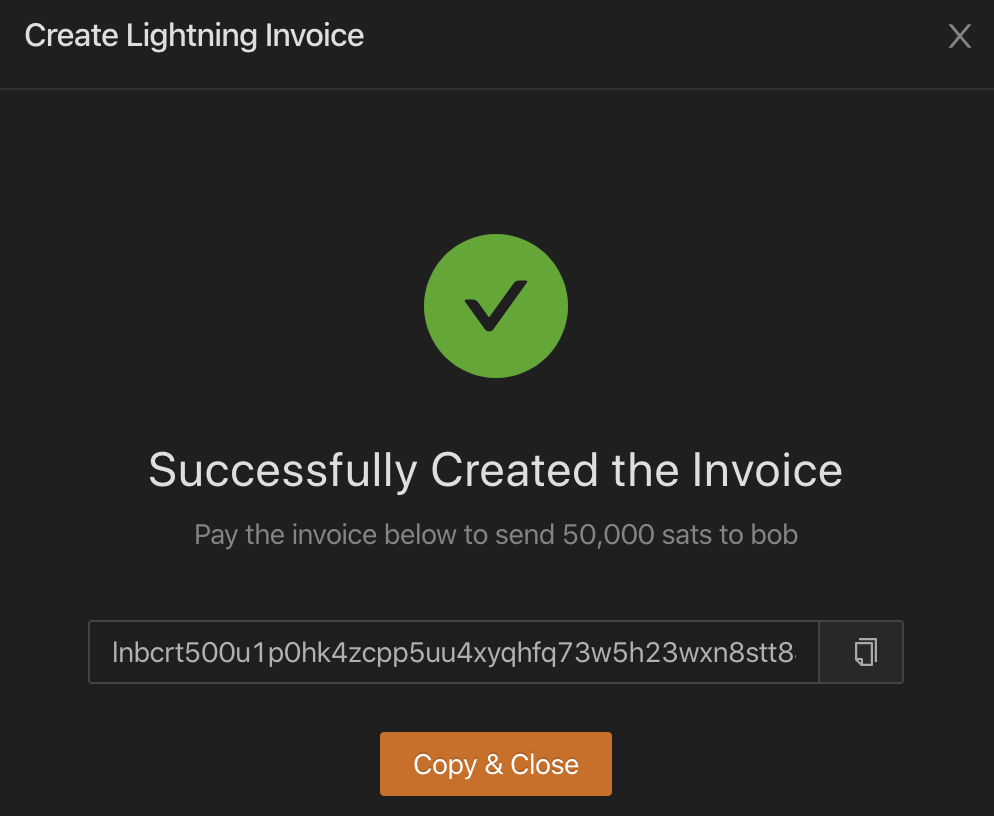 Create Lightning Invoice
Successfully Created the Invoice
Pay the invoice below to send 50,000 sats to bob
lnbcrt500u1p0hk4zcpp5uu4xyqhfq73w5h23wxn8stt8
Copy & Close